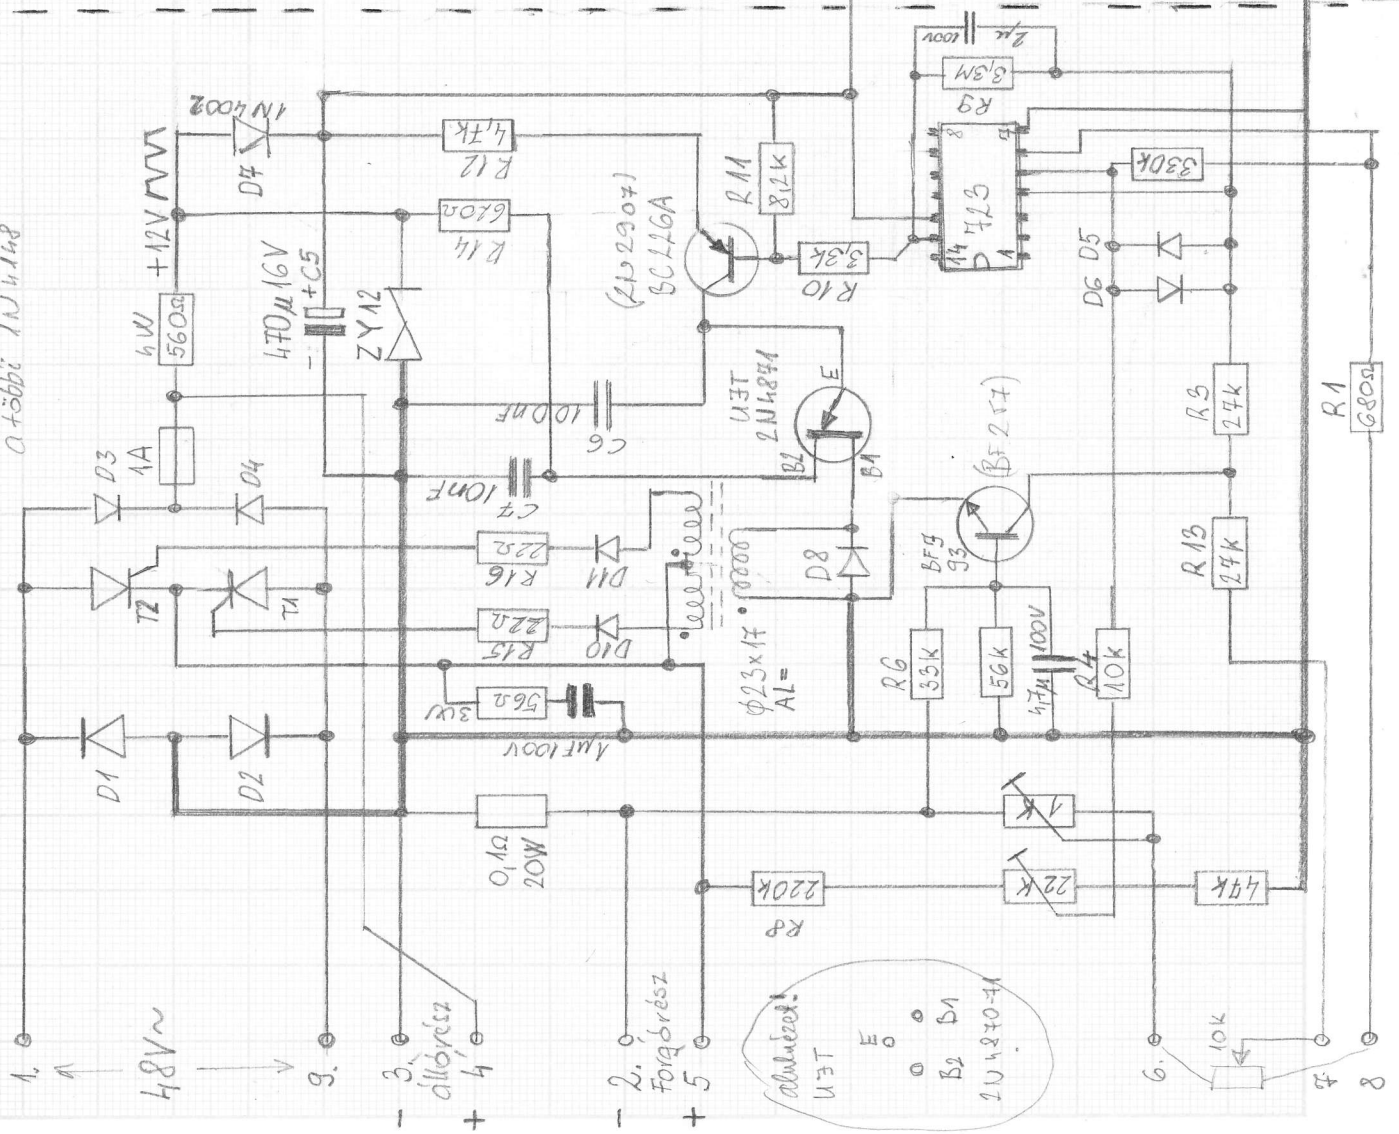 a többi 1N4148
1N4002
D7
+12V
4W
560Ω
470µ16V
+C5
-
ZY12
4,7k
R12
620Ω
R14
R11
8,2K
(2N2907)
BC226A
3,3k
R10
100V
2µ
3,3M
R9
8
7
723
14
1
330k
D5
D6
R3
27K
R1
680Ω
D3
1A
D4
100nF
C6
10nF
C7
UJT
2N4871
E
B2
B1
(BF257)
BF
93
R13
27K
T2
T1
22Ω
R16
D11
22Ω
R15
D10
D8
ϕ23x17
AL=
R6
33K
56K
4,7µ
100V
R4
10K
D1
D2
3W
56Ω
1µF100V
0,1Ω
20W
1K
220k
R8
22K
47k
1.
48V~
9.
3.
állórész
4
-
+
2.
Forgórész
5
-
+
alulnézet!
UJT
E
B2
B1
2N4870-71
6.
10K
7
8